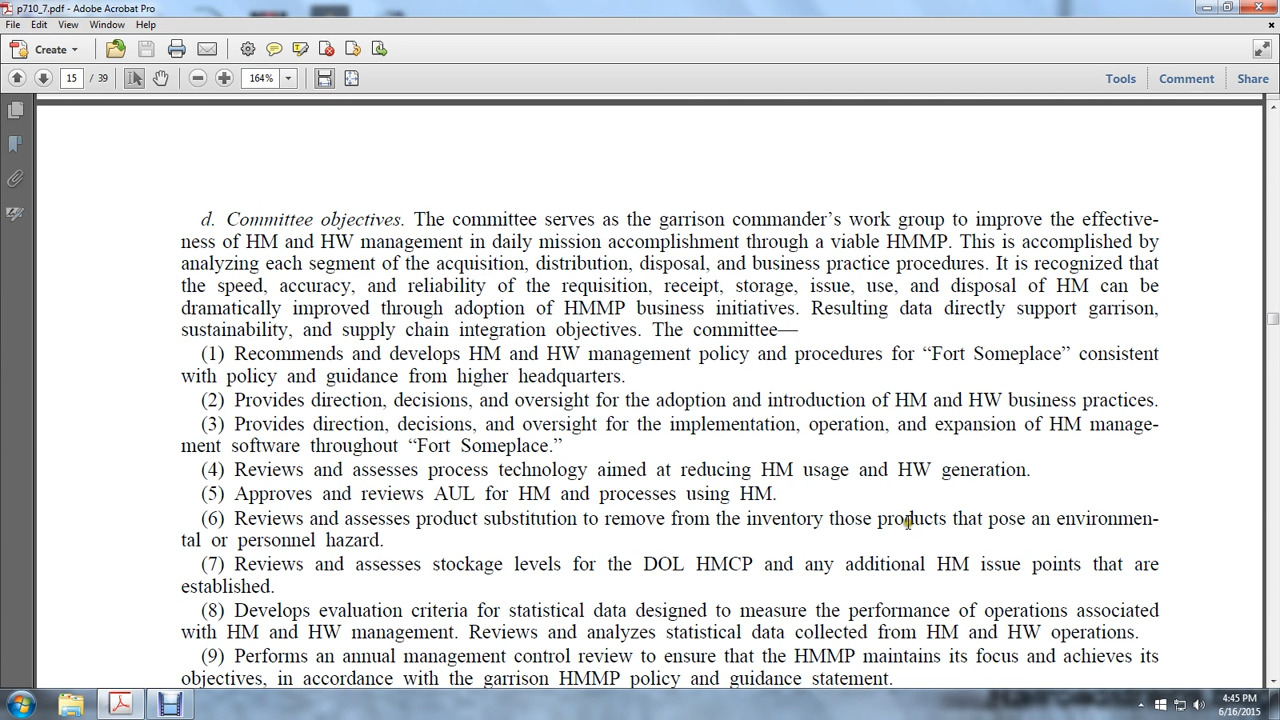 p710_7.pdf - Adobe Acrobat Pro
File Edit View Window Help
Create
15 / 39 164% Tools Comment Share
d. Committee objectives. The committee serves as the garrison commander’s work group to improve the effective-
ness of HM and HW management in daily mission accomplishment through a viable HMMP. This is accomplished by
analyzing each segment of the acquisition, distribution, disposal, and business practice procedures. It is recognized that
the speed, accuracy, and reliability of the requisition, receipt, storage, issue, use, and disposal of HM can be
dramatically improved through adoption of HMMP business initiatives. Resulting data directly support garrison,
sustainability, and supply chain integration objectives. The committee—
(1) Recommends and develops HM and HW management policy and procedures for “Fort Someplace” consistent
with policy and guidance from higher headquarters.
(2) Provides direction, decisions, and oversight for the adoption and introduction of HM and HW business practices.
(3) Provides direction, decisions, and oversight for the implementation, operation, and expansion of HM manage-
ment software throughout “Fort Someplace.”
(4) Reviews and assesses process technology aimed at reducing HM usage and HW generation.
(5) Approves and reviews AUL for HM and processes using HM.
(6) Reviews and assesses product substitution to remove from the inventory those products that pose an environmen-
tal or personnel hazard.
(7) Reviews and assesses stockage levels for the DOL HMCP and any additional HM issue points that are
established.
(8) Develops evaluation criteria for statistical data designed to measure the performance of operations associated
with HM and HW management. Reviews and analyzes statistical data collected from HM and HW operations.
(9) Performs an annual management control review to ensure that the HMMP maintains its focus and achieves its
objectives, in accordance with the garrison HMMP policy and guidance statement.
4:45 PM
6/16/2015